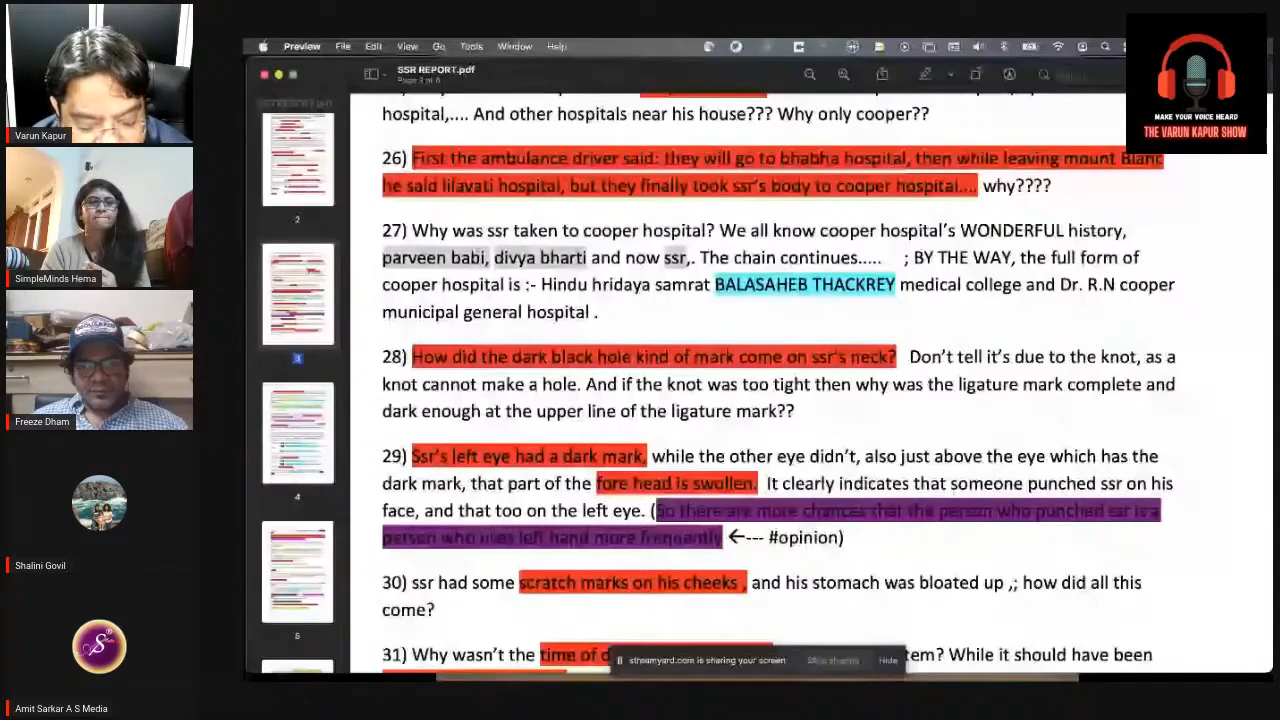 Preview File Edit View Go Tools Window Help
SSR REPORT.pdf
MAKE YOUR VOICE HEARD
THE VARUN KAPUR SHOW
Varun Kapur
SimpleMinds Hema
Freeze Dham
Shalini Govil
Amit Sarkar A S Media
2
3
4
5
hospital,.... And other hospitals near his house??? Why only cooper??
26) First the ambulance driver said: they will go to bhabha hospital, then while leaving mount Blanc
he said lilavati hospital, but they finally took ssr's body to cooper hospital.... why????
27) Why was ssr taken to cooper hospital? We all know cooper hospital's WONDERFUL history,
parveen babi, divya bharti and now ssr,. The chain continues..... ; BY THE WAY, the full form of
cooper hospital is :- Hindu hridaya samrat BALASAHEB THACKREY medical college and Dr. R.N cooper
municipal general hospital .
28) How did the dark black hole kind of mark come on ssr's neck? Don't tell it's due to the knot, as a
knot cannot make a hole. And if the knot was too tight then why was the ligature mark complete and
dark enough at the upper line of the ligature mark??
29) Ssr's left eye had a dark mark, while the other eye didn't, also just above the eye which has the
dark mark, that part of the fore head is swollen. It clearly indicates that someone punched ssr on his
face, and that too on the left eye. (So there are more chances that the person who punched ssr is a
person who uses left hand more frequently <--- #opinion)
30) ssr had some scratch marks on his cheeks , and his stomach was bloated up ,; how did all this
come?
31) Why wasn't the time of tem? While it should have been
streamyard.com is sharing your screen Hide